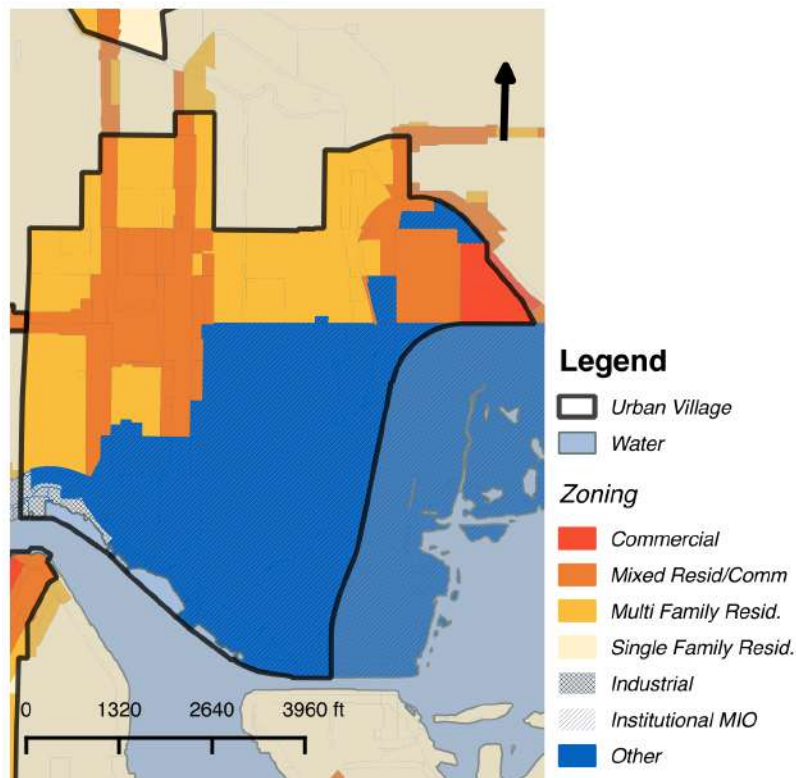 Legend
Urban Village
Water
Zoning
Commercial
Mixed Resid/Comm
Multi Family Resid.
Single Family Resid.
Industrial
Institutional MIO
Other
0 1320 2640 3960 ft